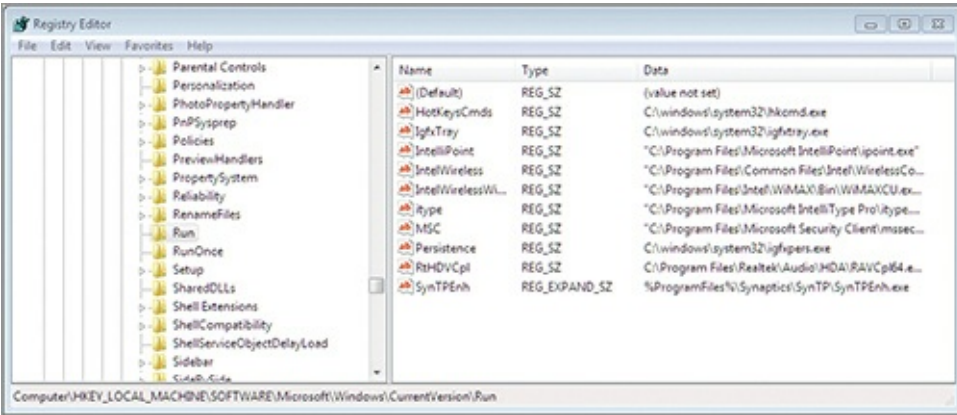 Registry Editor
File Edit View Favorites Help
Parental Controls
Personalization
PhotoPropertyHandler
PnPSysprep
Policies
PreviewHandlers
PropertySystem
Reliability
RenameFiles
Run
RunOnce
Setup
SharedDLLs
Shell Extensions
ShellCompatibility
ShellServiceObjectDelayLoad
Sidebar
SideBySide
Name Type Data
(Default) REG_SZ (value not set)
HotKeysCmds REG_SZ C:\windows\system32\hkcmd.exe
IgfxTray REG_SZ C:\windows\system32\igfxtray.exe
IntelliPoint REG_SZ "C:\Program Files\Microsoft IntelliPoint\ipoint.exe"
IntelWireless REG_SZ "C:\Program Files\Common Files\Intel\WirelessCo...
IntelWirelessWi... REG_SZ "C:\Program Files\Intel\WiMAX\Bin\WiMAXCU.ex...
itype REG_SZ "C:\Program Files\Microsoft IntelliType Pro\itype....
MSC REG_SZ "C:\Program Files\Microsoft Security Client\mssec...
Persistence REG_SZ C:\windows\system32\igfxpers.exe
RtHDVCpl REG_SZ C:\Program Files\Realtek\Audio\HDA\RAVCpl64.e...
SynTPEnh REG_EXPAND_SZ %ProgramFiles%\Synaptics\SynTP\SynTPEnh.exe
Computer\HKEY_LOCAL_MACHINE\SOFTWARE\Microsoft\Windows\CurrentVersion\Run